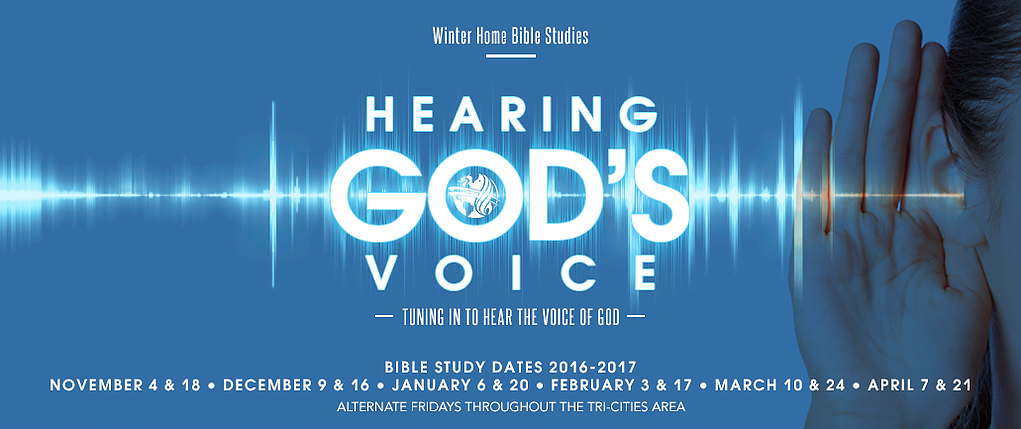 Winter Home Bible Studies
HEARING
GOD'S
VOICE
— TUNING IN TO HEAR THE VOICE OF GOD —
BIBLE STUDY DATES 2016-2017
NOVEMBER 4 & 18 • DECEMBER 9 & 16 • JANUARY 6 & 20 • FEBRUARY 3 & 17 • MARCH 10 & 24 • APRIL 7 & 21
ALTERNATE FRIDAYS THROUGHOUT THE TRI-CITIES AREA